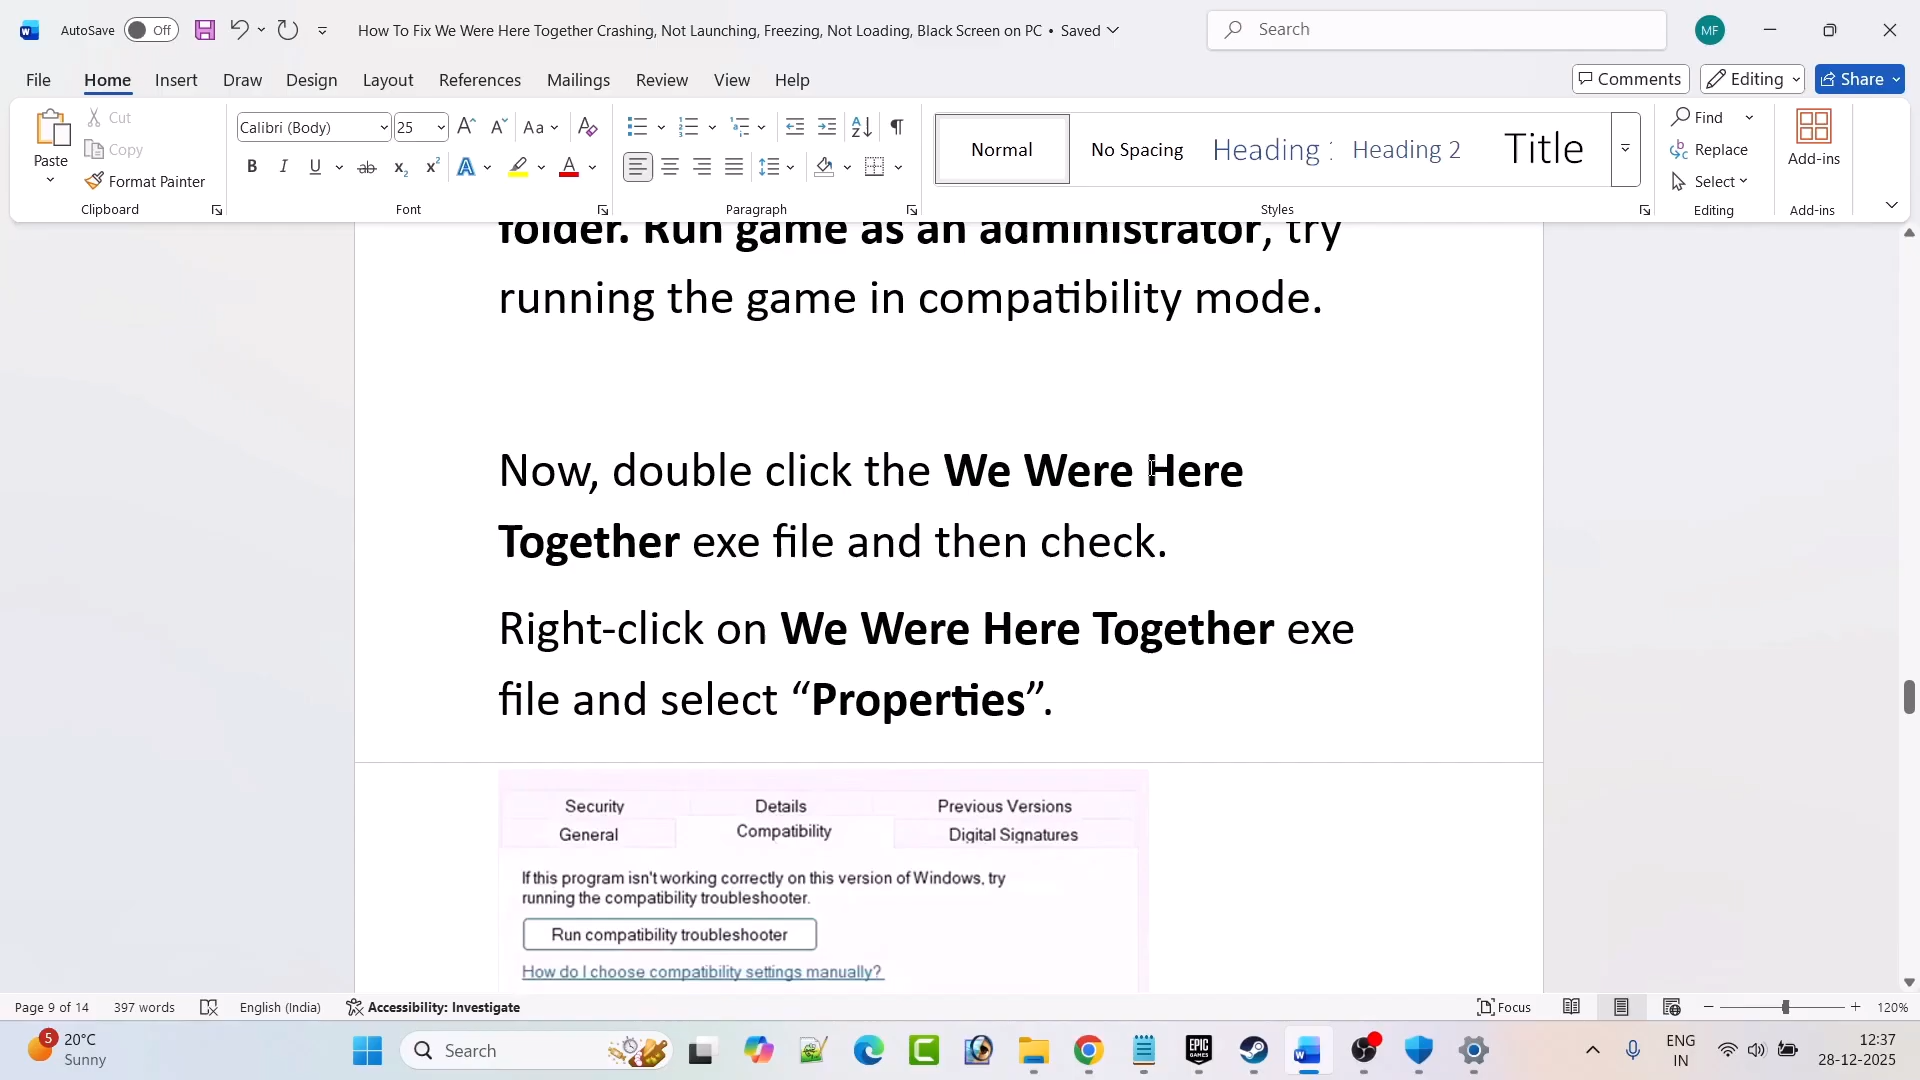 AutoSave Off How To Fix We Were Here Together Crashing, Not Launching, Freezing, Not Loading, Black Screen on PC • Saved Search MF
File Home Insert Draw Design Layout References Mailings Review View Help Comments Editing Share
Paste Cut Copy Format Painter Clipboard
Calibri (Body) 25 Font
Paragraph
Normal No Spacing Heading 1 Heading 2 Title Styles
Find Replace Select Editing
Add-ins Add-ins
folder. Run game as an administrator, try
running the game in compatibility mode.
Now, double click the We Were Here
Together exe file and then check.
Right-click on We Were Here Together exe
file and select “Properties”.
Security Details Previous Versions
General Compatibility Digital Signatures
If this program isn't working correctly on this version of Windows, try
running the compatibility troubleshooter.
Run compatibility troubleshooter
How do I choose compatibility settings manually?
Page 9 of 14 397 words English (India) Accessibility: Investigate Focus 120%
5 20°C Sunny Search EPIC GAMES ENG IN 12:37 28-12-2025